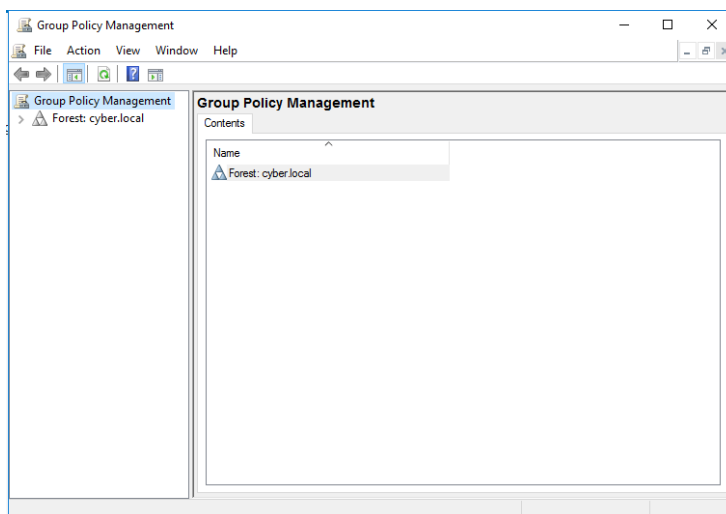 Group Policy Management
File Action View Window Help
Group Policy Management
Forest: cyber.local
Group Policy Management
Contents
Name
Forest: cyber.local